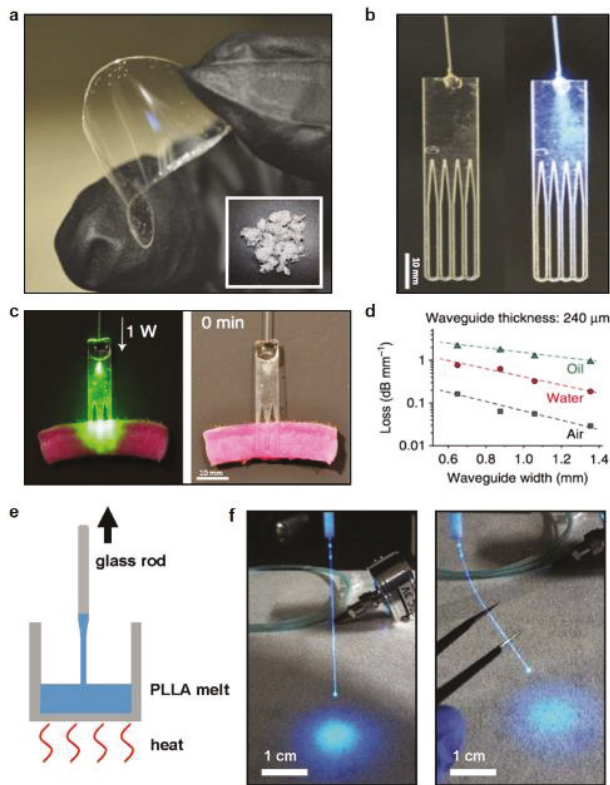 a
b
10 mm
c
1 W
0 min
10 mm
d
Waveguide thickness: 240 μm
Loss (dB mm⁻¹)
1
0.1
0.01
Oil
Water
Air
0.6 0.8 1.0 1.2 1.4
Waveguide width (mm)
e
glass rod
PLLA melt
heat
f
1 cm
1 cm